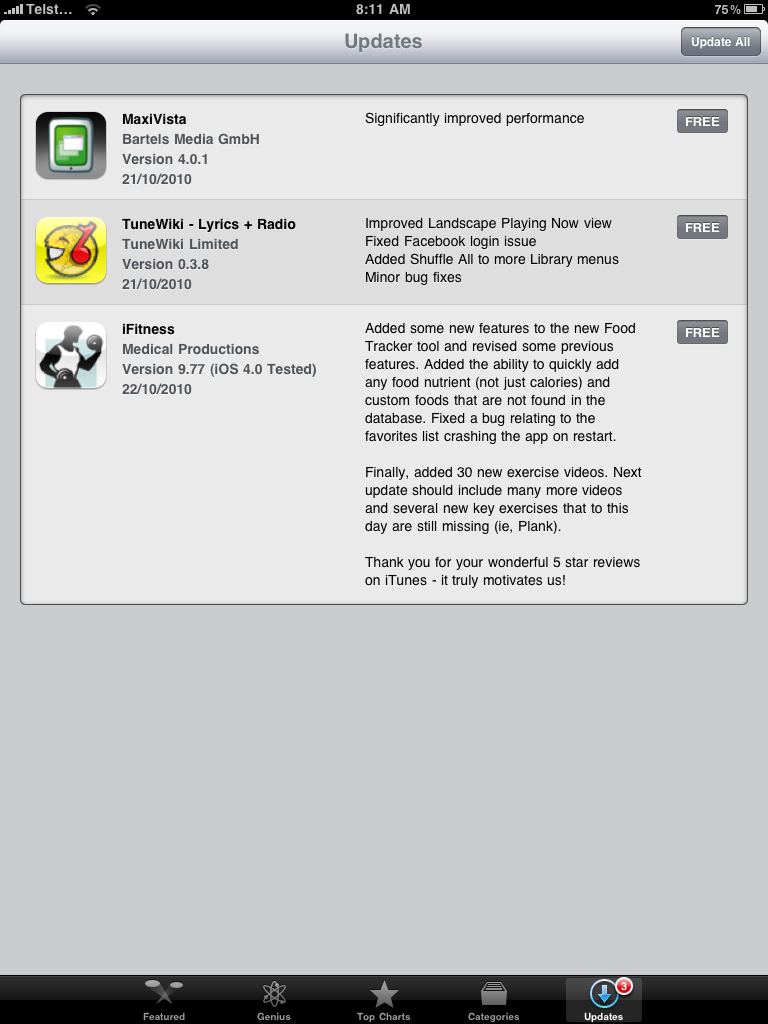 Telst... 8:11 AM 75%
Updates
Update All
MaxiVista
Bartels Media GmbH
Version 4.0.1
21/10/2010
Significantly improved performance
FREE
TuneWiki - Lyrics + Radio
TuneWiki Limited
Version 0.3.8
21/10/2010
Improved Landscape Playing Now view
Fixed Facebook login issue
Added Shuffle All to more Library menus
Minor bug fixes
FREE
iFitness
Medical Productions
Version 9.77 (iOS 4.0 Tested)
22/10/2010
Added some new features to the new Food
Tracker tool and revised some previous
features. Added the ability to quickly add
any food nutrient (not just calories) and
custom foods that are not found in the
database. Fixed a bug relating to the
favorites list crashing the app on restart.
Finally, added 30 new exercise videos. Next
update should include many more videos
and several new key exercises that to this
day are still missing (ie, Plank).
Thank you for your wonderful 5 star reviews
on iTunes - it truly motivates us!
FREE
3
Featured Genius Top Charts Categories Updates